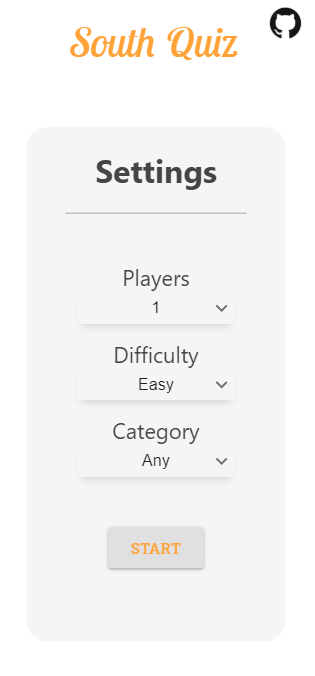 South Quiz
Settings
Players
1
Difficulty
Easy
Category
Any
START